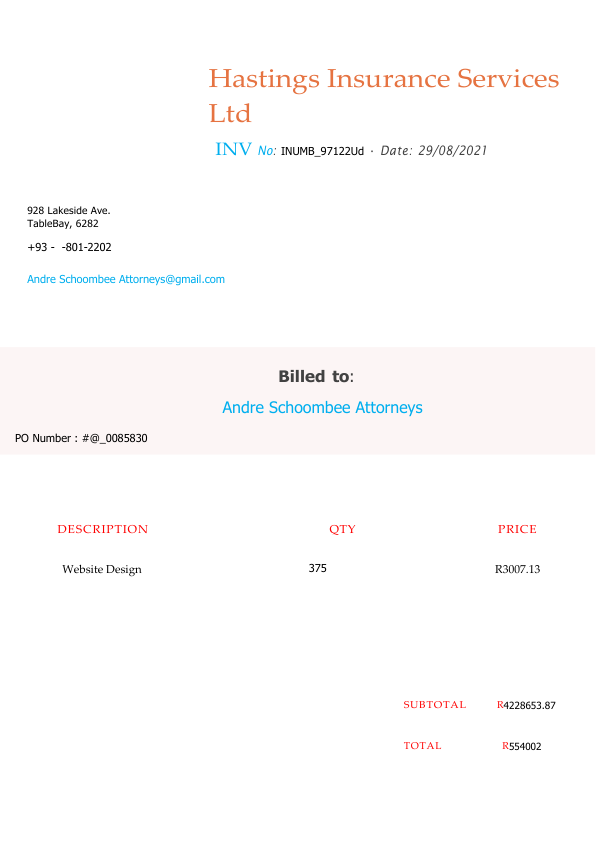 Hastings Insurance Services
Ltd
INV No: INUMB_97122Ud · Date: 29/08/2021
928 Lakeside Ave.
TableBay, 6282
+93 -  -801-2202
Andre Schoombee Attorneys@gmail.com
Billed to:
Andre Schoombee Attorneys
PO Number : #@_0085830
DESCRIPTION QTY PRICE
Website Design 375 R3007.13
SUBTOTAL R4228653.87
TOTAL R554002